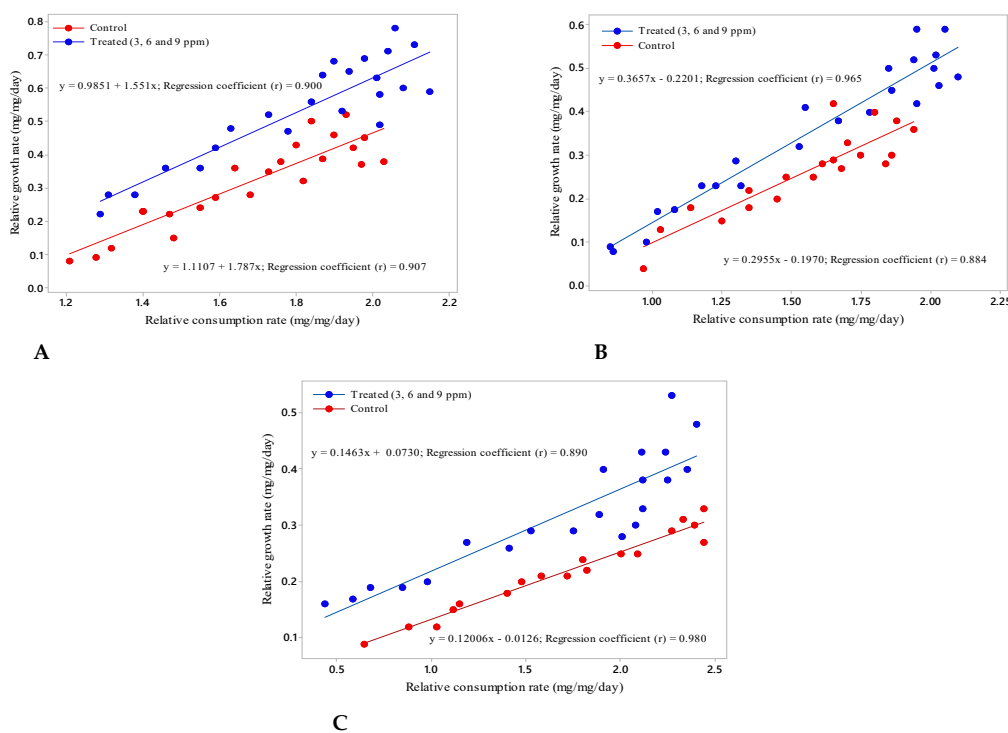 Control
Treated (3, 6 and 9 ppm)
y = 0.9851 + 1.551x; Regression coefficient (r) = 0.900
y = 1.1107 + 1.787x; Regression coefficient (r) = 0.907
Relative growth rate (mg/mg/day)
0.8
0.7
0.6
0.5
0.4
0.3
0.2
0.1
0.0
1.2 1.4 1.6 1.8 2.0 2.2
Relative consumption rate (mg/mg/day)
A
Treated (3, 6 and 9 ppm)
Control
y = 0.3657x - 0.2201; Regression coefficient (r) = 0.965
y = 0.2955x - 0.1970; Regression coefficient (r) = 0.884
Relative growth rate (mg/mg/day)
0.6
0.5
0.4
0.3
0.2
0.1
0.0
1.00 1.25 1.50 1.75 2.00 2.25
Relative consumption rate (mg/mg/day)
B
Treated (3, 6 and 9 ppm)
Control
y = 0.1463x + 0.0730; Regression coefficient (r) = 0.890
y = 0.12006x - 0.0126; Regression coefficient (r) = 0.980
Relative growth rate (mg/mg/day)
0.5
0.4
0.3
0.2
0.1
0.5 1.0 1.5 2.0 2.5
Relative consumption rate (mg/mg/day)
C